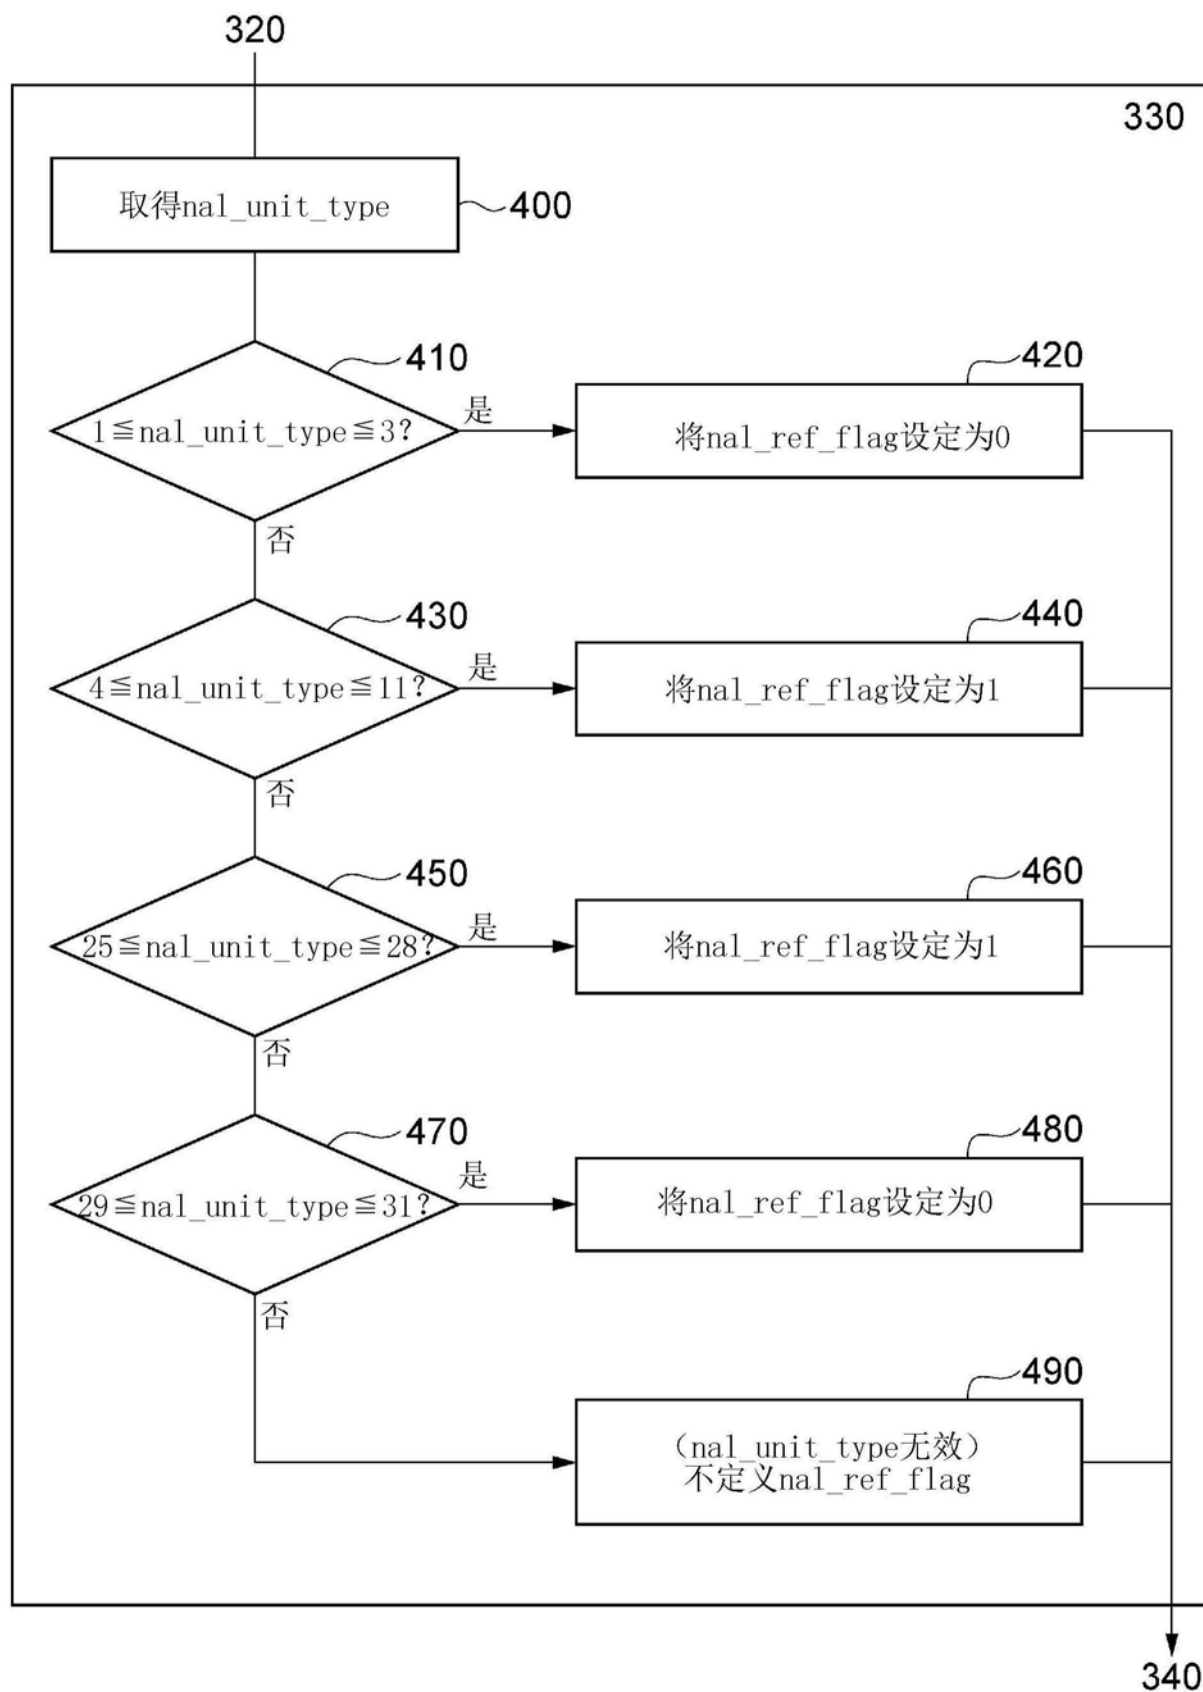 320
330
取得nal_unit_type
400
410
1≦nal_unit_type≦3?
是
420
将nal_ref_flag设定为0
否
430
4≦nal_unit_type≦11?
是
440
将nal_ref_flag设定为1
否
450
25≦nal_unit_type≦28?
是
460
将nal_ref_flag设定为1
否
470
29≦nal_unit_type≦31?
是
480
将nal_ref_flag设定为0
否
490
（nal_unit_type无效）
不定义nal_ref_flag
340